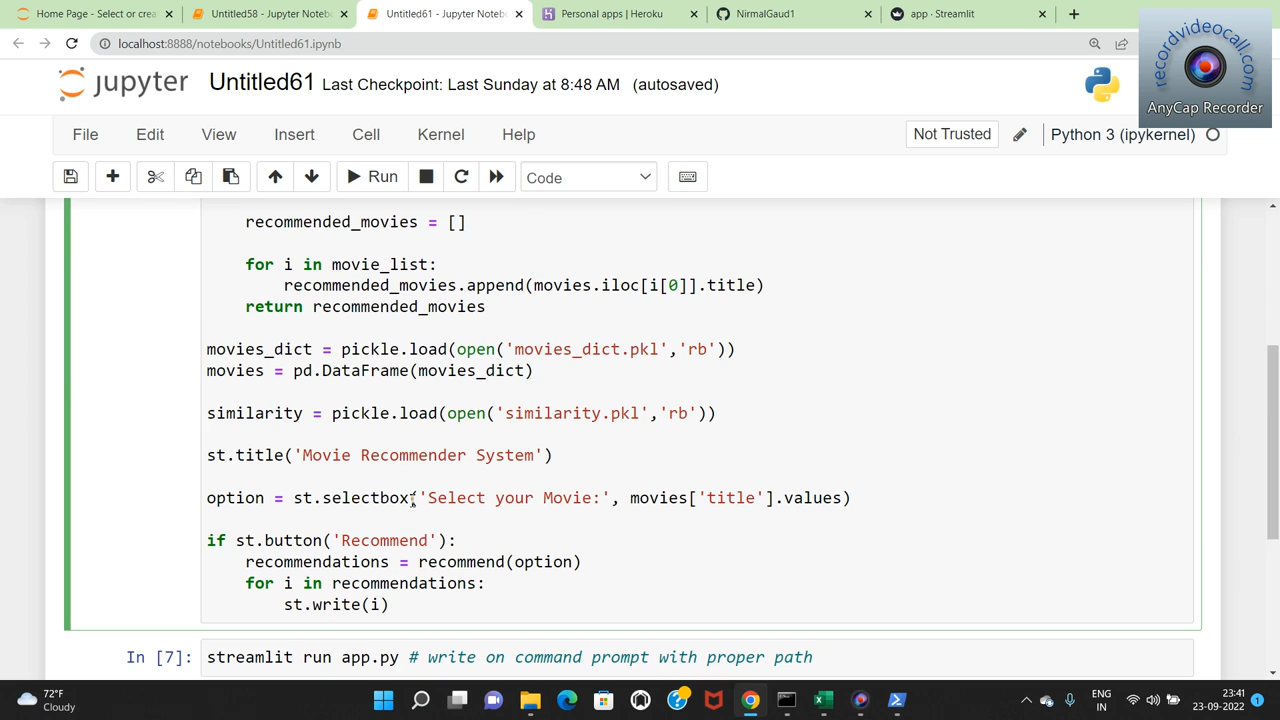 Home Page - Select or crea
Untitled58 - Jupyter Noteb
Untitled61 - Jupyter Noteb
Personal apps | Heroku
NirmalGaud1
app · Streamlit
localhost:8888/notebooks/Untitled61.ipynb
recordvideocall.com
AnyCap Recorder
jupyter Untitled61 Last Checkpoint: Last Sunday at 8:48 AM (autosaved)
File Edit View Insert Cell Kernel Help Not Trusted Python 3 (ipykernel)
Run Code
recommended_movies = []
for i in movie_list:
recommended_movies.append(movies.iloc[i[0]].title)
return recommended_movies
movies_dict = pickle.load(open('movies_dict.pkl','rb'))
movies = pd.DataFrame(movies_dict)
similarity = pickle.load(open('similarity.pkl','rb'))
st.title('Movie Recommender System')
option = st.selectbox('Select your Movie:', movies['title'].values)
if st.button('Recommend'):
recommendations = recommend(option)
for i in recommendations:
st.write(i)
In [7]: streamlit run app.py # write on command prompt with proper path
72°F
Cloudy
ENG
IN
23:41
23-09-2022